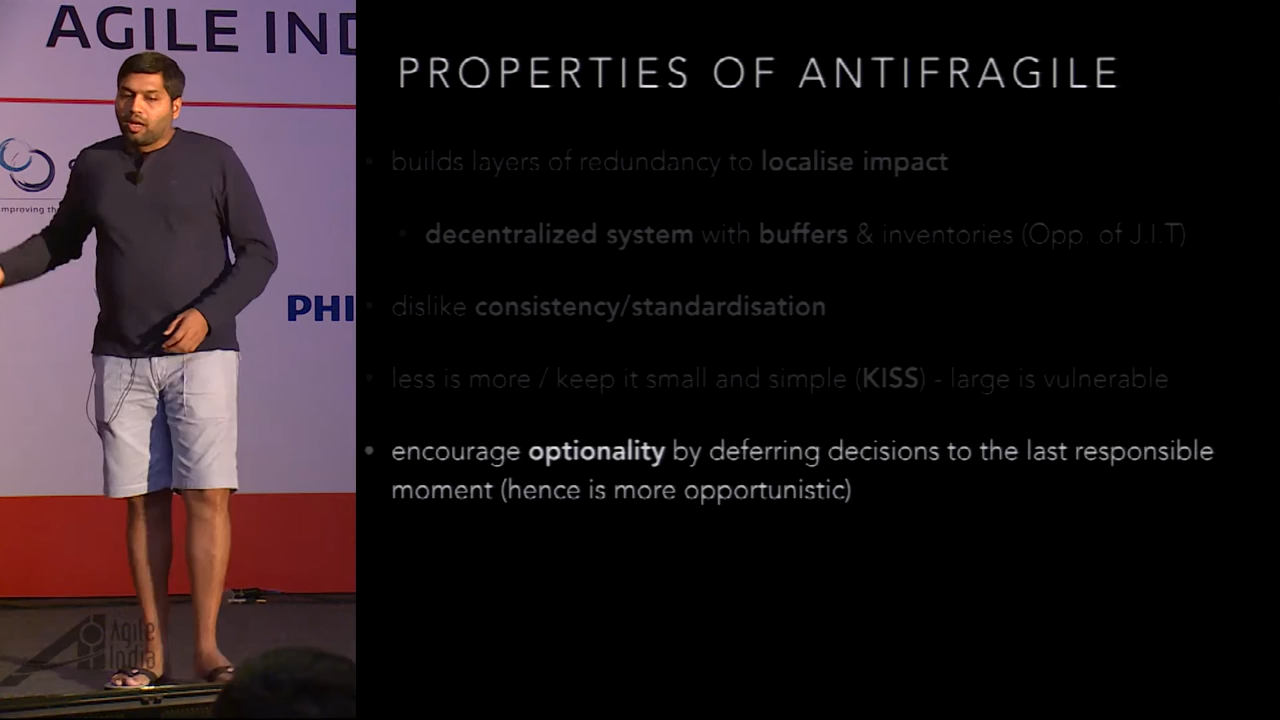 AGILE IND
mproving th
PHI
Agile
India
PROPERTIES OF ANTIFRAGILE
• builds layers of redundancy to localise impact
• decentralized system with buffers & inventories (Opp. of J.I.T)
• dislike consistency/standardisation
• less is more / keep it small and simple (KISS) - large is vulnerable
• encourage optionality by deferring decisions to the last responsible
moment (hence is more opportunistic)